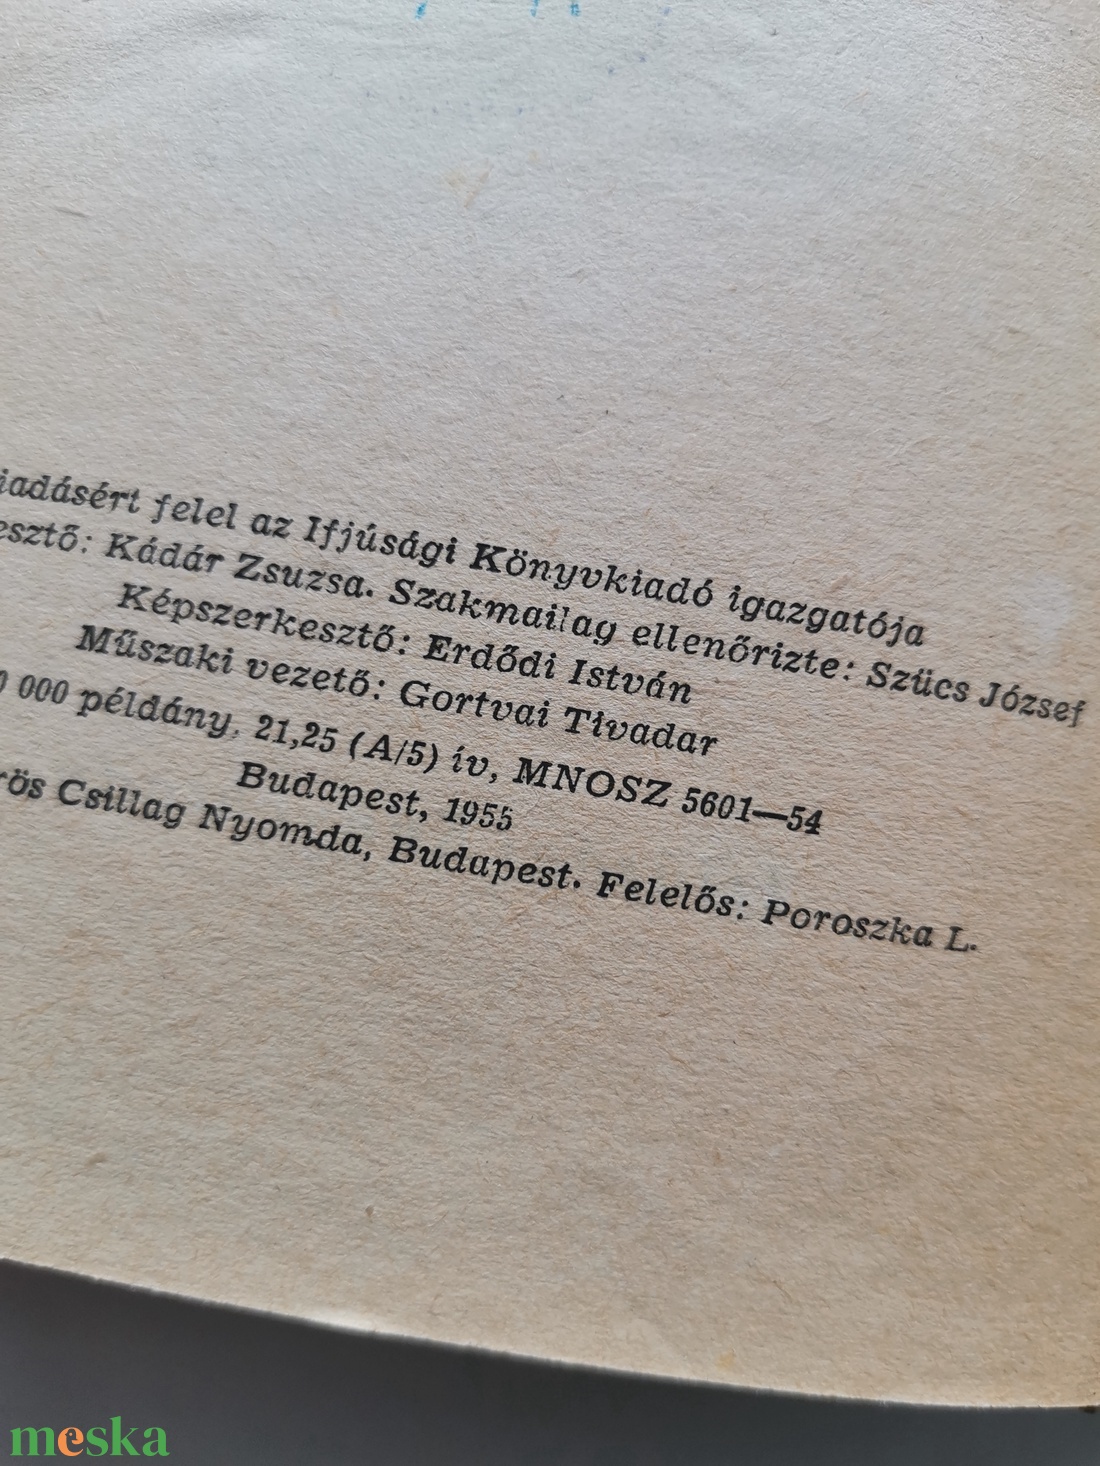 iadásért felel az Ifjúsági Könyvkiadó igazgatója
esztő: Kádár Zsuzsa. Szakmailag ellenőrizte: Szücs József
Képszerkesztő: Erdődi István
Műszaki vezető: Gortvai Tivadar
0 000 példány, 21,25 (A/5) ív, MNOSZ 5601—54
Budapest, 1955
rös Csillag Nyomda, Budapest. Felelős: Poroszka L.
meska